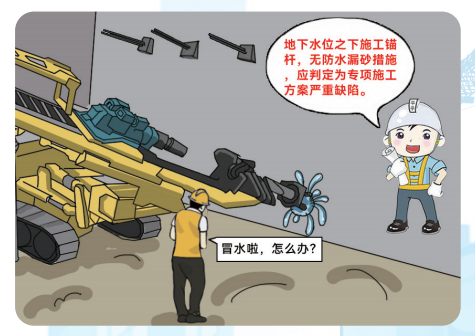 地下水位之下施工锚
杆，无防水漏砂措施
，应判定为专项施工
方案严重缺陷。
冒水啦，怎么办？